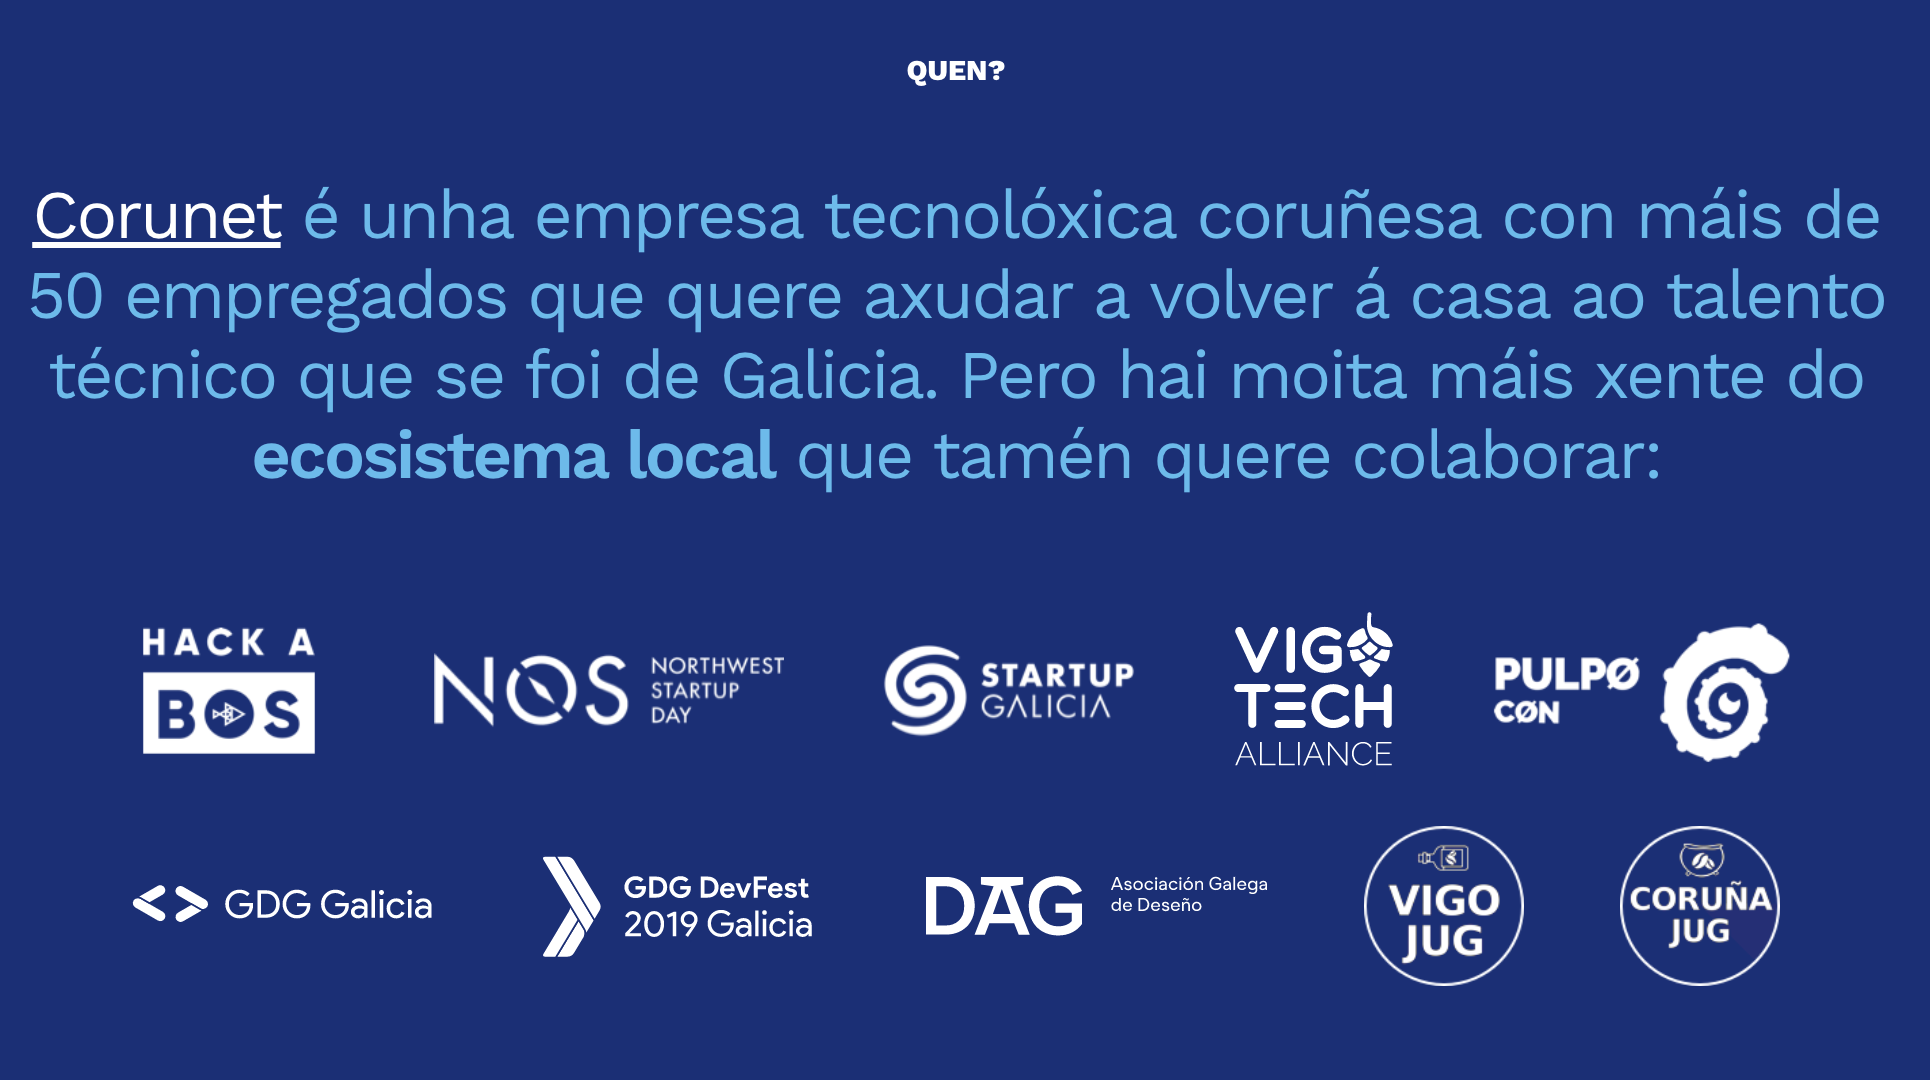 QUEN?
Corunet é unha empresa tecnolóxica coruñesa con máis de
50 empregados que quere axudar a volver á casa ao talento
técnico que se foi de Galicia. Pero hai moita máis xente do
ecosistema local que tamén quere colaborar:
HACK A
BOS
NOS
NORTHWEST
STARTUP
DAY
STARTUP
GALICIA
VIGO
TECH
ALLIANCE
PULPØ
CØN
GDG Galicia
GDG DevFest
2019 Galicia
DAG
Asociación Galega
de Deseño
VIGO
JUG
CORUÑA
JUG